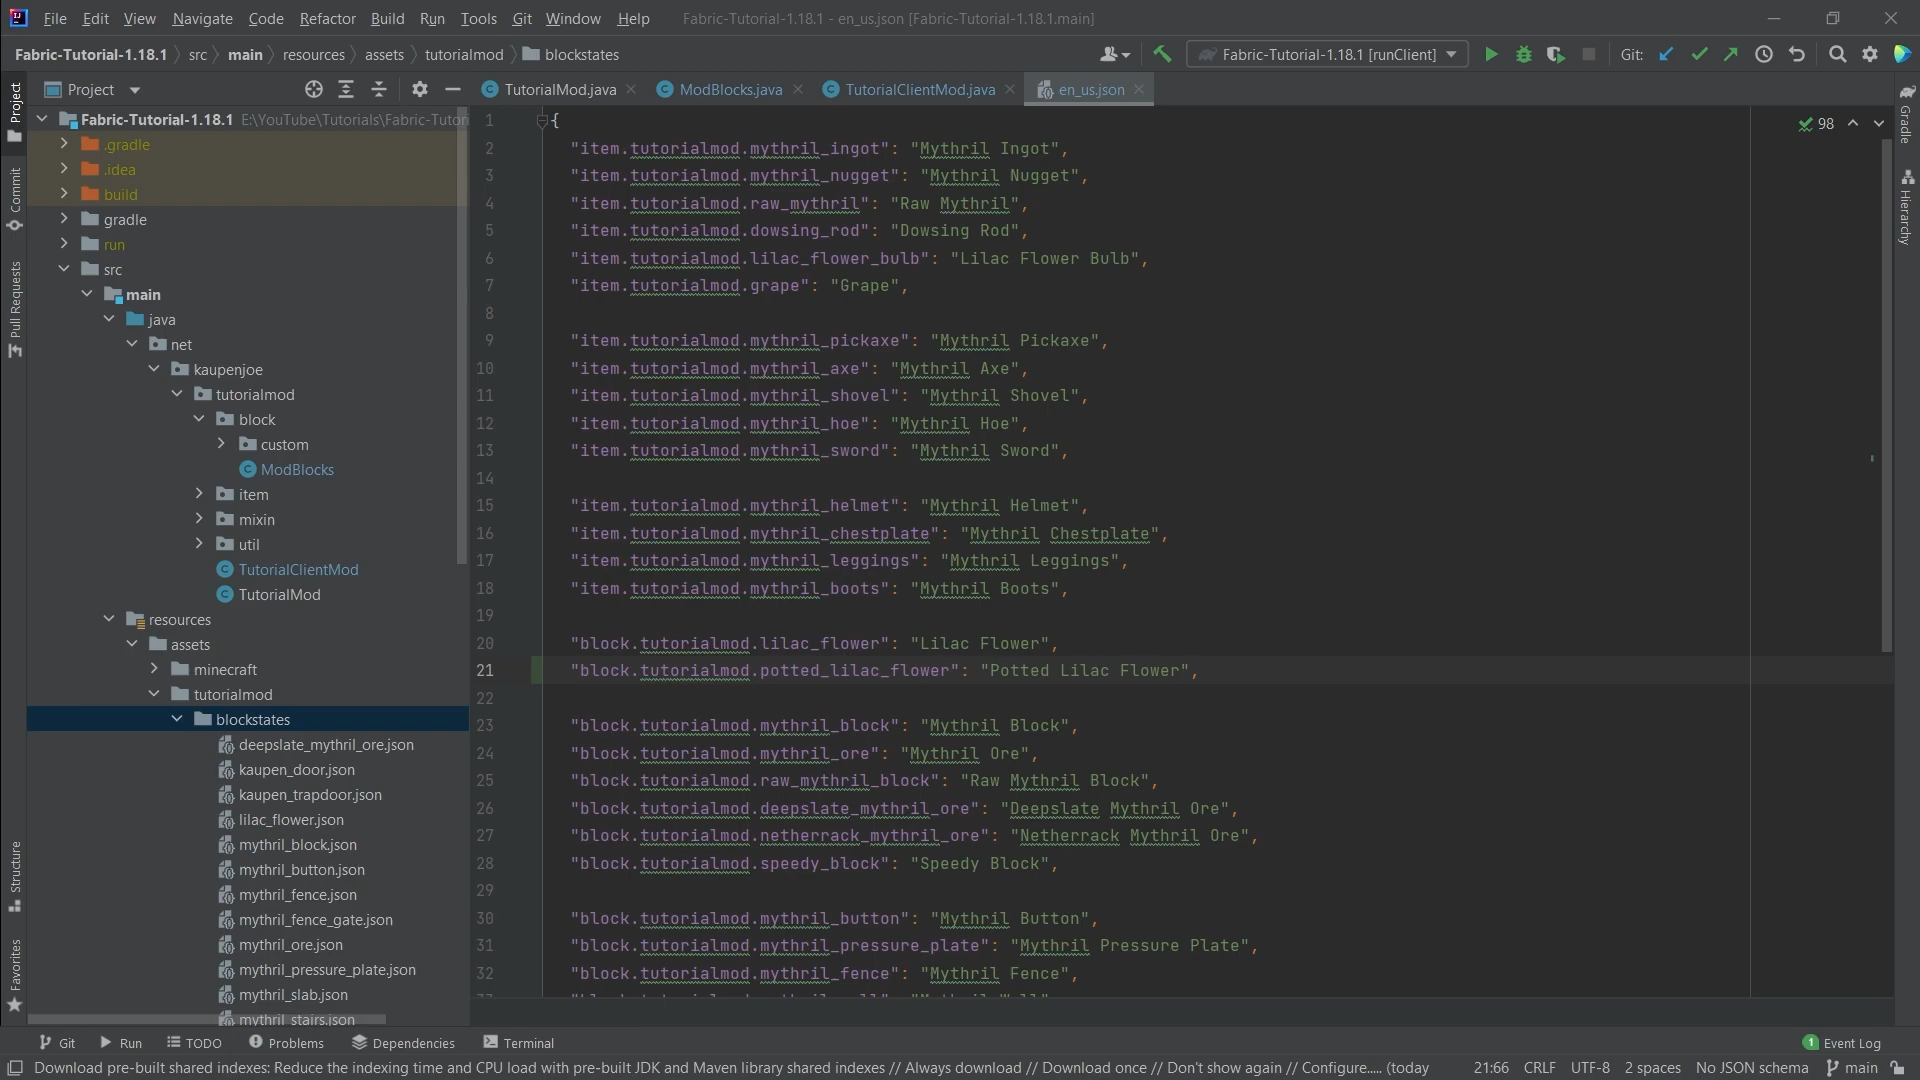 File Edit View Navigate Code Refactor Build Run Tools Git Window Help Fabric-Tutorial-1.18.1 - en_us.json [Fabric-Tutorial-1.18.1.main]
Fabric-Tutorial-1.18.1 src main resources assets tutorialmod blockstates Fabric-Tutorial-1.18.1 [runClient] Git:
Project TutorialMod.java ModBlocks.java TutorialClientMod.java en_us.json
Project
Commit
Pull Requests
Structure
Favorites
Fabric-Tutorial-1.18.1 E:\YouTube\Tutorials\Fabric-Tutor
.gradle
.idea
build
gradle
run
src
main
java
net
kaupenjoe
tutorialmod
block
custom
ModBlocks
item
mixin
util
TutorialClientMod
TutorialMod
resources
assets
minecraft
tutorialmod
blockstates
deepslate_mythril_ore.json
kaupen_door.json
kaupen_trapdoor.json
lilac_flower.json
mythril_block.json
mythril_button.json
mythril_fence.json
mythril_fence_gate.json
mythril_ore.json
mythril_pressure_plate.json
mythril_slab.json
mythril_stairs.json
1 {
2 "item.tutorialmod.mythril_ingot": "Mythril Ingot",
3 "item.tutorialmod.mythril_nugget": "Mythril Nugget",
4 "item.tutorialmod.raw_mythril": "Raw Mythril",
5 "item.tutorialmod.dowsing_rod": "Dowsing Rod",
6 "item.tutorialmod.lilac_flower_bulb": "Lilac Flower Bulb",
7 "item.tutorialmod.grape": "Grape",
8
9 "item.tutorialmod.mythril_pickaxe": "Mythril Pickaxe",
10 "item.tutorialmod.mythril_axe": "Mythril Axe",
11 "item.tutorialmod.mythril_shovel": "Mythril Shovel",
12 "item.tutorialmod.mythril_hoe": "Mythril Hoe",
13 "item.tutorialmod.mythril_sword": "Mythril Sword",
14
15 "item.tutorialmod.mythril_helmet": "Mythril Helmet",
16 "item.tutorialmod.mythril_chestplate": "Mythril Chestplate",
17 "item.tutorialmod.mythril_leggings": "Mythril Leggings",
18 "item.tutorialmod.mythril_boots": "Mythril Boots",
19
20 "block.tutorialmod.lilac_flower": "Lilac Flower",
21 "block.tutorialmod.potted_lilac_flower": "Potted Lilac Flower",
22
23 "block.tutorialmod.mythril_block": "Mythril Block",
24 "block.tutorialmod.mythril_ore": "Mythril Ore",
25 "block.tutorialmod.raw_mythril_block": "Raw Mythril Block",
26 "block.tutorialmod.deepslate_mythril_ore": "Deepslate Mythril Ore",
27 "block.tutorialmod.netherrack_mythril_ore": "Netherrack Mythril Ore",
28 "block.tutorialmod.speedy_block": "Speedy Block",
29
30 "block.tutorialmod.mythril_button": "Mythril Button",
31 "block.tutorialmod.mythril_pressure_plate": "Mythril Pressure Plate",
32 "block.tutorialmod.mythril_fence": "Mythril Fence",
98
Gradle
Hierarchy
Git Run TODO Problems Dependencies Terminal 1 Event Log
Download pre-built shared indexes: Reduce the indexing time and CPU load with pre-built JDK and Maven library shared indexes // Always download // Download once // Don't show again // Configure..... (today 21:66 CRLF UTF-8 2 spaces No JSON schema main